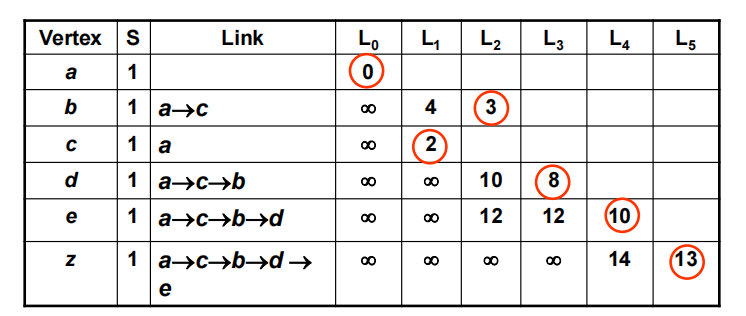 Vertex S Link L₀ L₁ L₂ L₃ L₄ L₅
a 1 0
b 1 a→c ∞ 4 3
c 1 a ∞ 2
d 1 a→c→b ∞ ∞ 10 8
e 1 a→c→b→d ∞ ∞ 12 12 10
z 1 a→c→b→d → ∞ ∞ ∞ ∞ 14 13
e